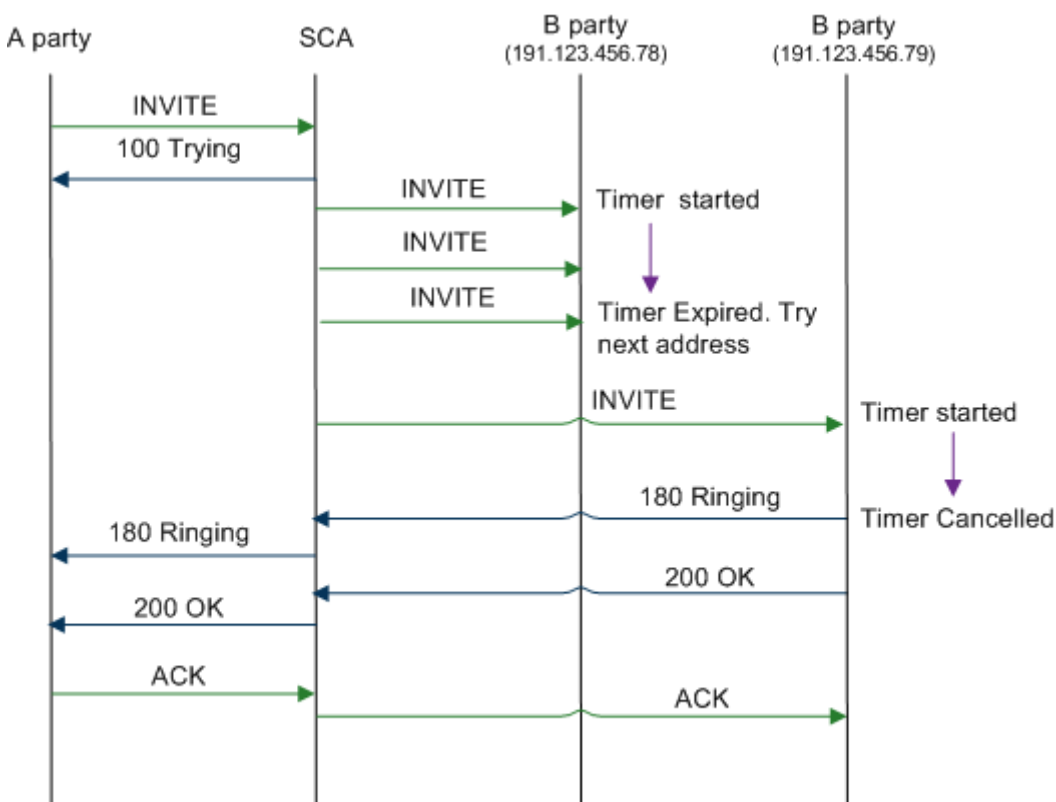 A party
SCA
B party
(191.123.456.78)
B party
(191.123.456.79)
INVITE
100 Trying
INVITE
Timer started
INVITE
INVITE
Timer Expired. Try
next address
INVITE
Timer started
180 Ringing
Timer Cancelled
180 Ringing
200 OK
200 OK
ACK
ACK